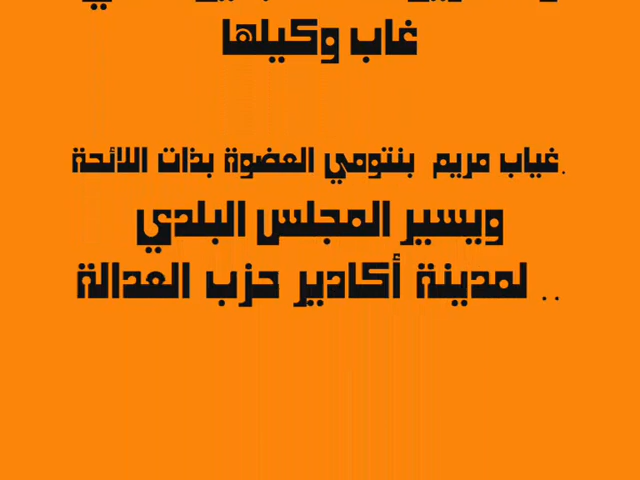 غاب وكيلها
.غياب مريم بنتومي العضوة بذات اللائحة
ويسير المجلس البلدي
لمدينة أكادير حزب العدالة ..